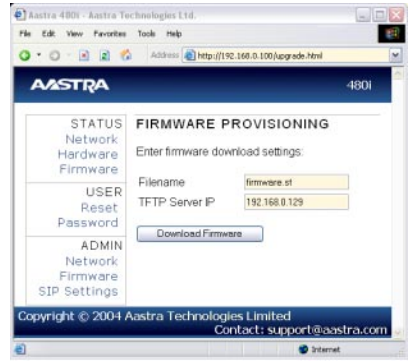 Aastra 480i - Aastra Technologies Ltd.
File Edit View Favorites Tools Help
Address http://192.168.0.100/upgrade.html
AASTRA 480i
STATUS
Network
Hardware
Firmware
USER
Reset
Password
ADMIN
Network
Firmware
SIP Settings
FIRMWARE PROVISIONING
Enter firmware download settings:
Filename firmware.st
TFTP Server IP 192.168.0.129
Download Firmware
Copyright © 2004 Aastra Technologies Limited
Contact: support@aastra.com
Internet